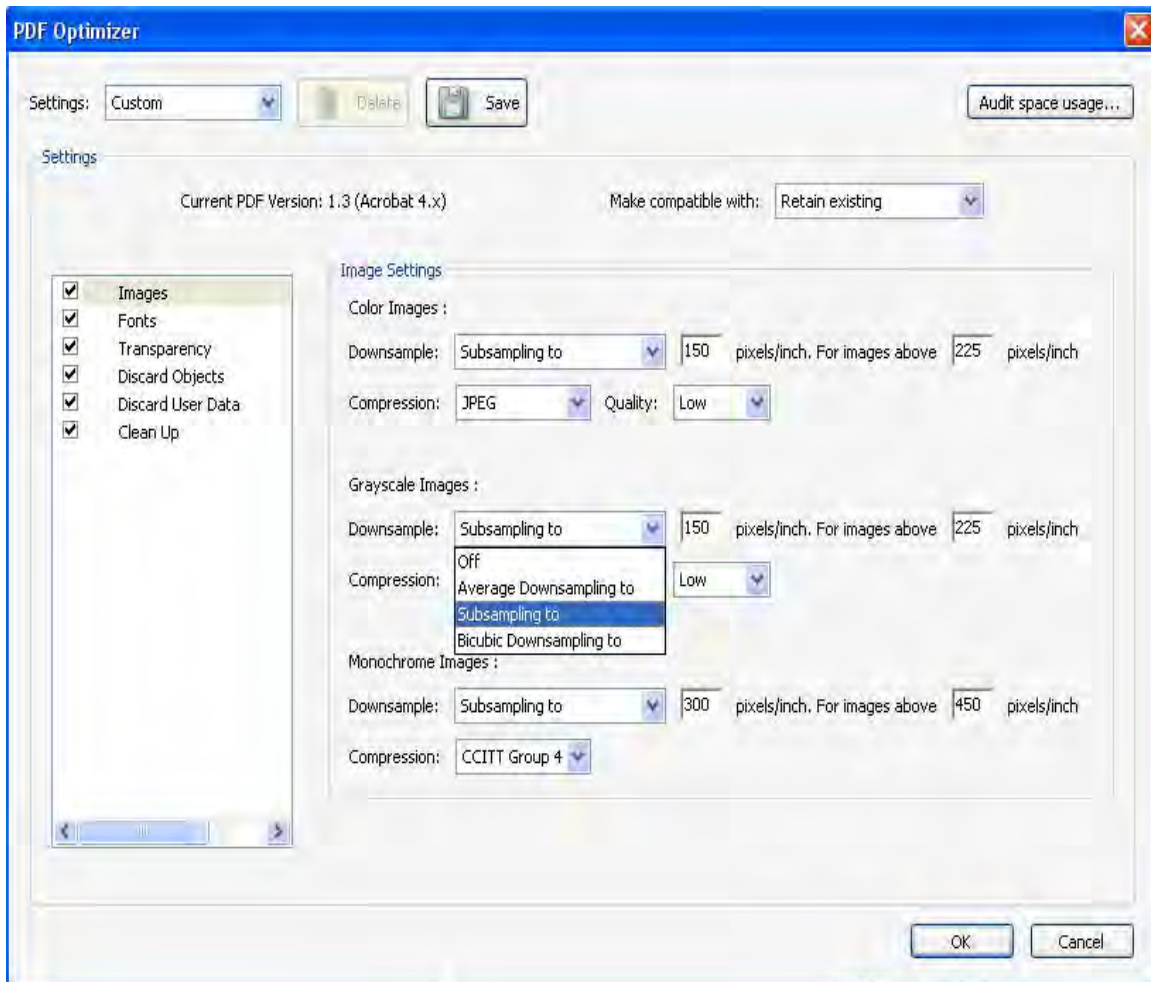 PDF Optimizer
Settings: Custom Delete Save Audit space usage...
Settings
Current PDF Version: 1.3 (Acrobat 4.x) Make compatible with: Retain existing
Images
Fonts
Transparency
Discard Objects
Discard User Data
Clean Up
Image Settings
Color Images :
Downsample: Subsampling to 150 pixels/inch. For images above 225 pixels/inch
Compression: JPEG Quality: Low
Grayscale Images :
Downsample: Subsampling to 150 pixels/inch. For images above 225 pixels/inch
Off
Compression: Low
Average Downsampling to
Subsampling to
Bicubic Downsampling to
Monochrome Images :
Downsample: Subsampling to 300 pixels/inch. For images above 450 pixels/inch
Compression: CCITT Group 4
OK Cancel